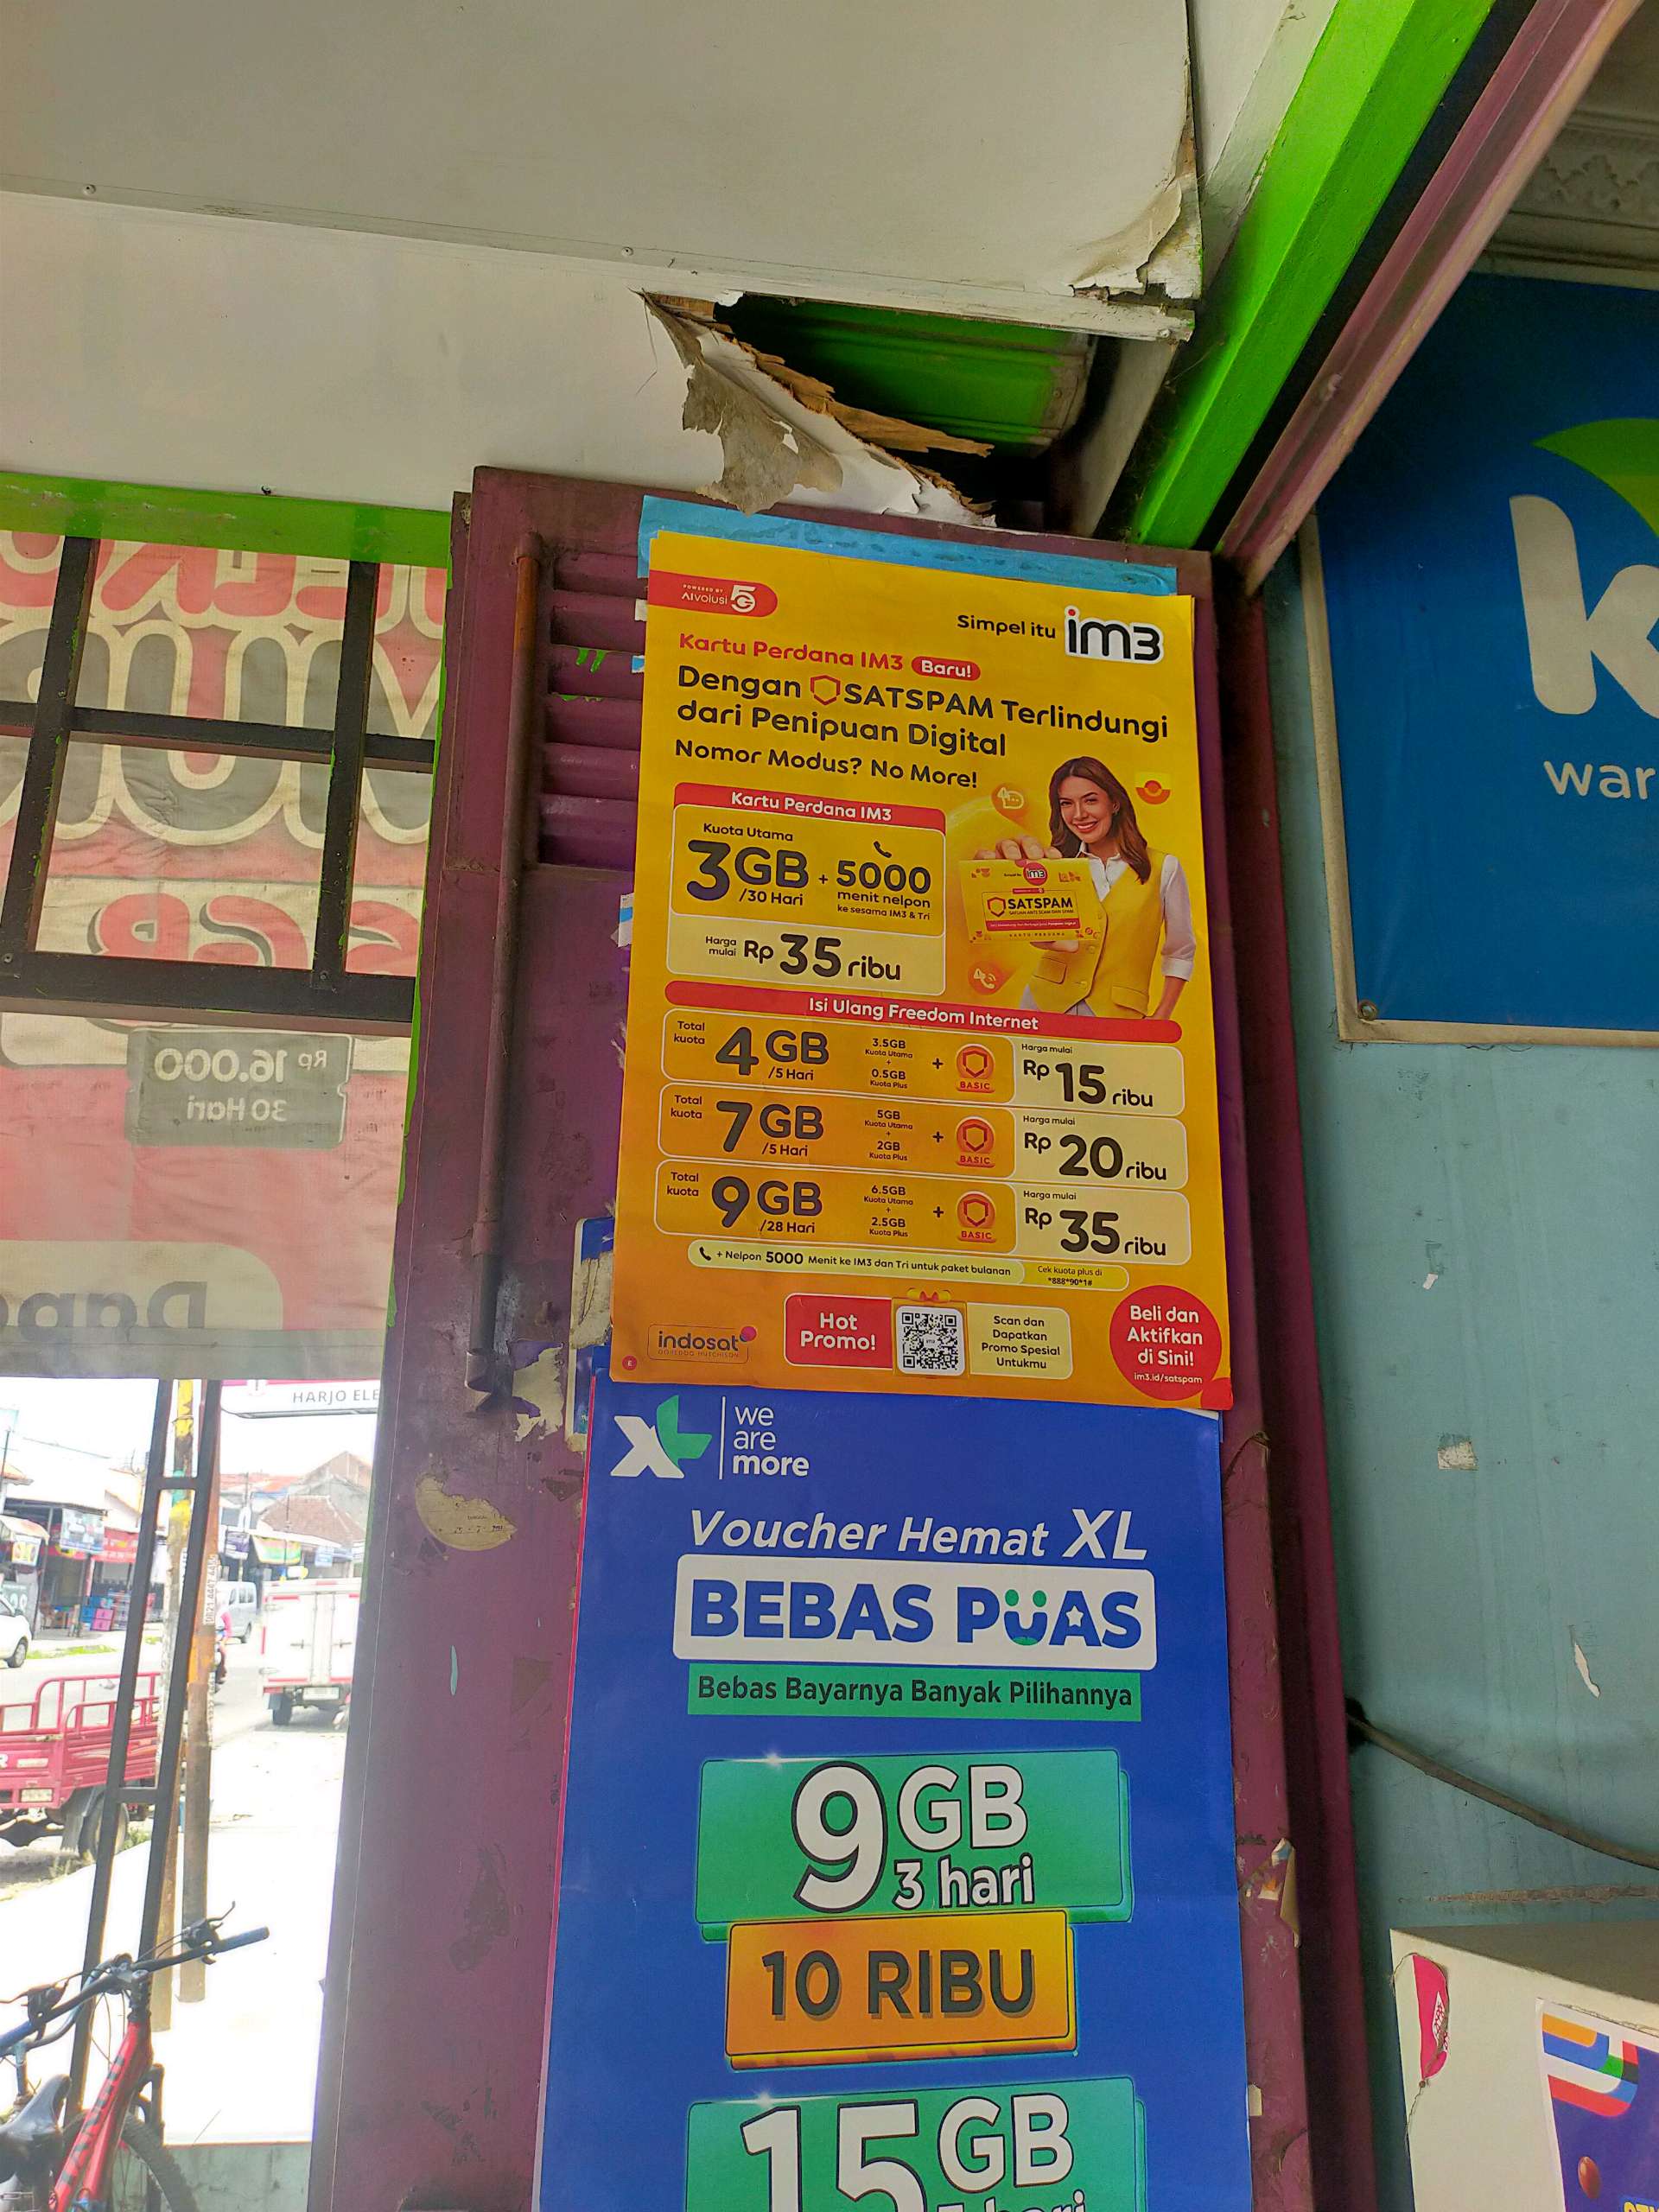 POWERED BY
AIvolusi 5G
Simpel itu im3
Kartu Perdana IM3 Baru!
Dengan SATSPAM Terlindungi
dari Penipuan Digital
Nomor Modus? No More!
Kartu Perdana IM3
Kuota Utama
3GB /30 Hari + 5000 menit nelpon
ke sesama IM3 & Tri
Harga mulai Rp 35 ribu
Simpel itu im3
SATSPAM
Isi Ulang Freedom Internet
Total kuota 4GB /5 Hari 3.5GB Kuota Utama + 0.5GB Kuota Plus + BASIC Harga mulai Rp 15 ribu
Total kuota 7GB /5 Hari 5GB Kuota Utama + 2GB Kuota Plus + BASIC Harga mulai Rp 20 ribu
Total kuota 9GB /28 Hari 6.5GB Kuota Utama + 2.5GB Kuota Plus + BASIC Harga mulai Rp 35 ribu
+ Nelpon 5000 Menit ke IM3 dan Tri untuk paket bulanan
Cek kuota plus di
*888*90*1#
indosat
OOREDOO HUTCHISON
Hot
Promo!
Scan dan
Dapatkan
Promo Spesial
Untukmu
Beli dan
Aktifkan
di Sini!
im3.id/satspam
XL
we
are
more
Voucher Hemat XL
BEBAS PUAS
Bebas Bayarnya Banyak Pilihannya
9GB
3 hari
10 RIBU
15GB
hari
Rp 16.000
30 Hari
HARJO ELE
k
war